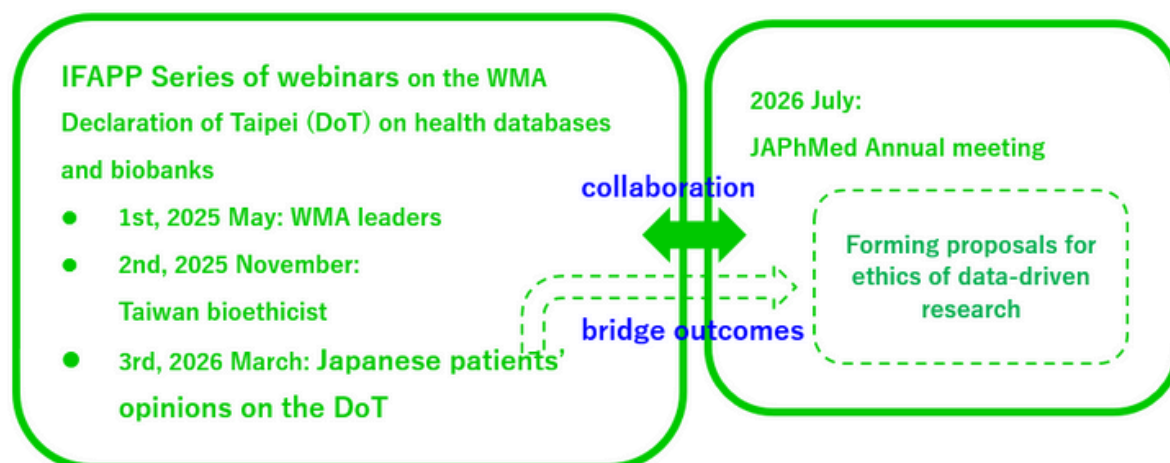 IFAPP Series of webinars on the WMA
Declaration of Taipei (DoT) on health databases
and biobanks
● 1st, 2025 May: WMA leaders
● 2nd, 2025 November:
Taiwan bioethicist
● 3rd, 2026 March: Japanese patients'
opinions on the DoT
collaboration
bridge outcomes
2026 July:
JAPhMed Annual meeting
Forming proposals for
ethics of data-driven
research